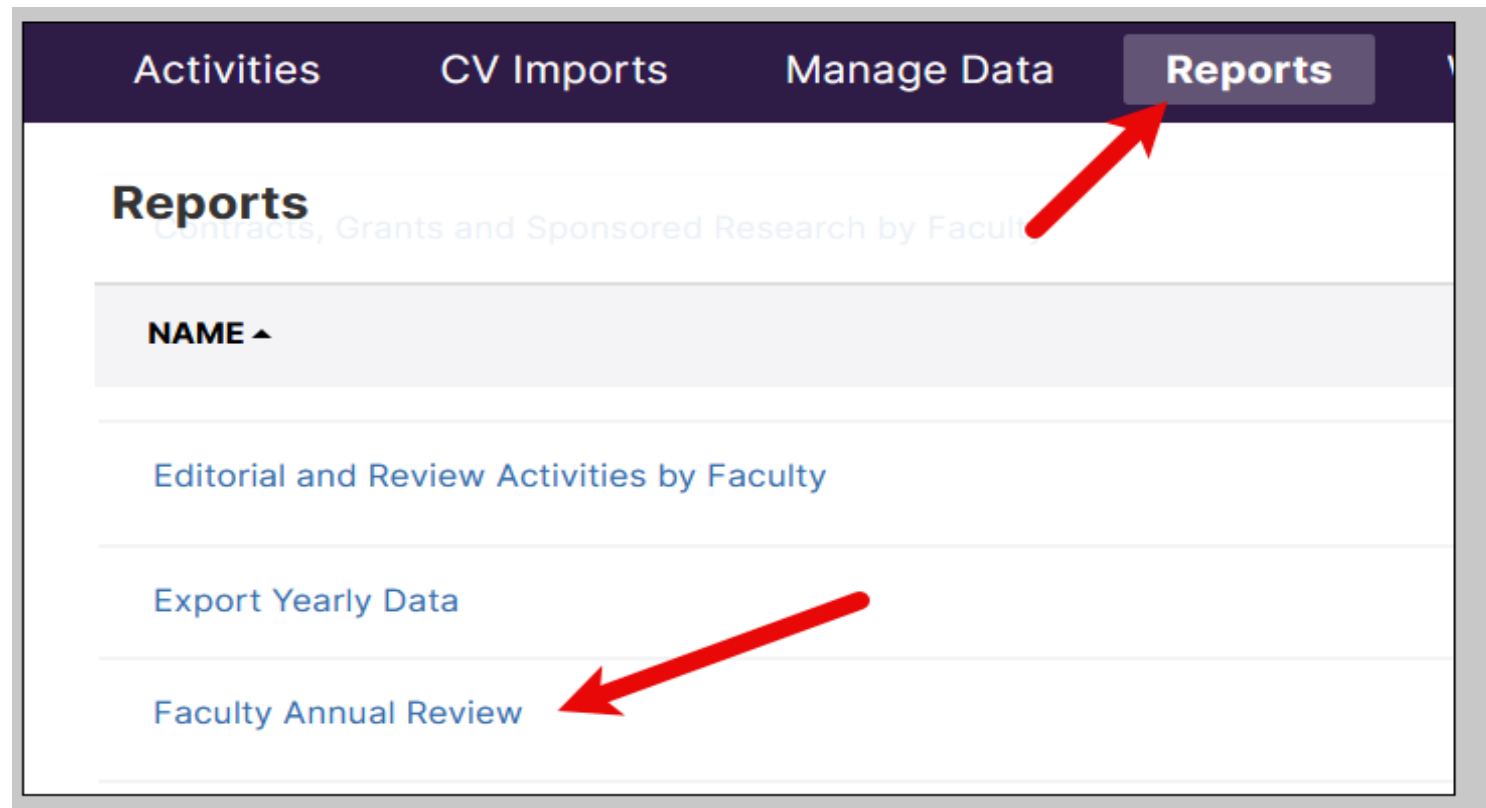 Activities CV Imports Manage Data Reports
Reports
Contracts, Grants and Sponsored Research by Faculty
NAME
Editorial and Review Activities by Faculty
Export Yearly Data
Faculty Annual Review